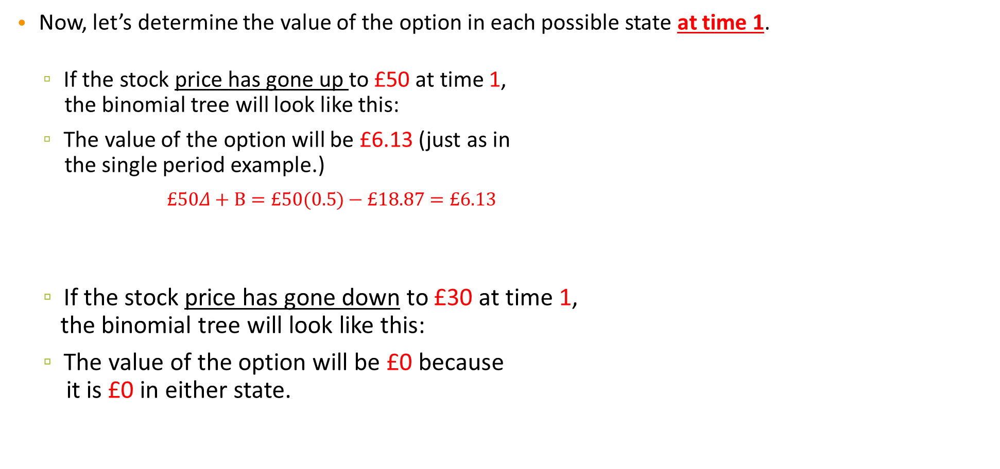 • Now, let’s determine the value of the option in each possible state at time 1.
▫ If the stock price has gone up to £50 at time 1,
the binomial tree will look like this:
▫ The value of the option will be £6.13 (just as in
the single period example.)
£50𝛥 + B = £50(0.5) − £18.87 = £6.13
▫ If the stock price has gone down to £30 at time 1,
the binomial tree will look like this:
▫ The value of the option will be £0 because
it is £0 in either state.